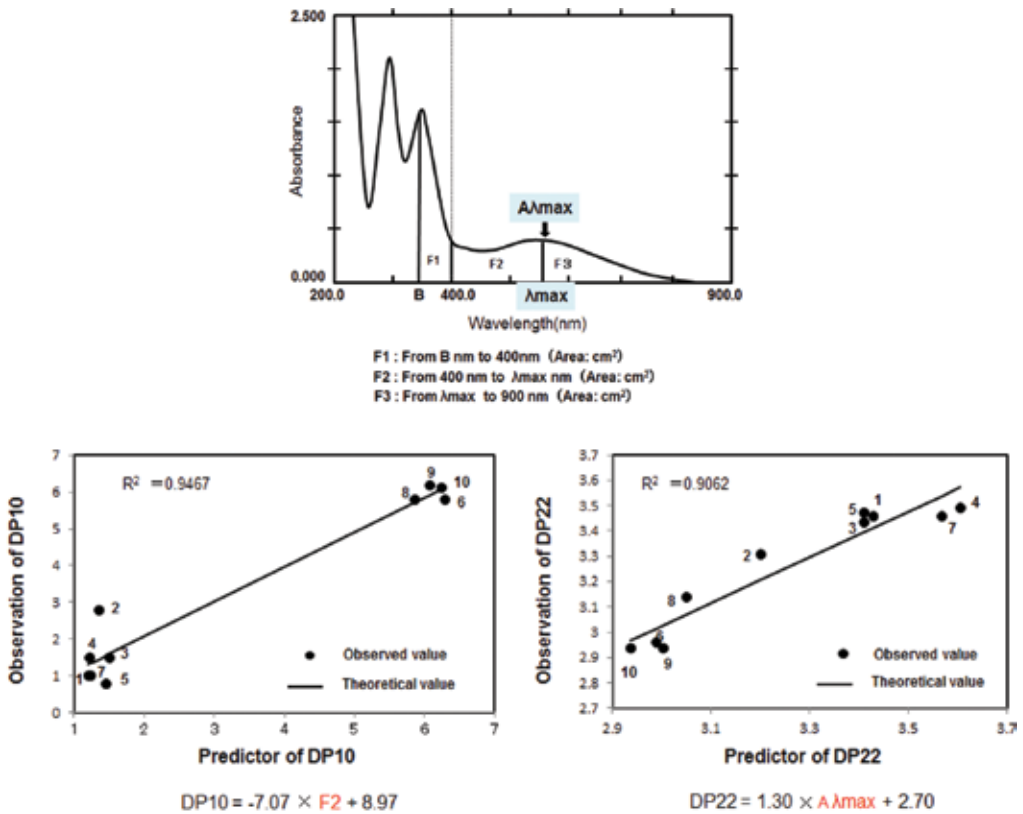 2.500
Absorbance
Aλmax
F1
F2
F3
0.000
200.0
B
400.0
λmax
900.0
Wavelength(nm)
F1 : From B nm to 400nm (Area: cm²)
F2 : From 400 nm to λmax nm (Area: cm²)
F3 : From λmax to 900 nm (Area: cm²)
7
6
5
4
3
2
1
0
Observation of DP10
R² =0.9467
9
10
8
6
2
4
3
1
7
5
Observed value
Theoretical value
1
2
3
4
5
6
7
Predictor of DP10
DP10 = -7.07 × F2 + 8.97
3.7
3.6
3.5
3.4
3.3
3.2
3.1
3
2.9
2.8
2.7
Observation of DP22
R² =0.9062
1
5
3
4
7
2
8
6
10
9
Observed value
Theoretical value
2.9
3.1
3.3
3.5
3.7
Predictor of DP22
DP22 = 1.30 × Aλmax + 2.70